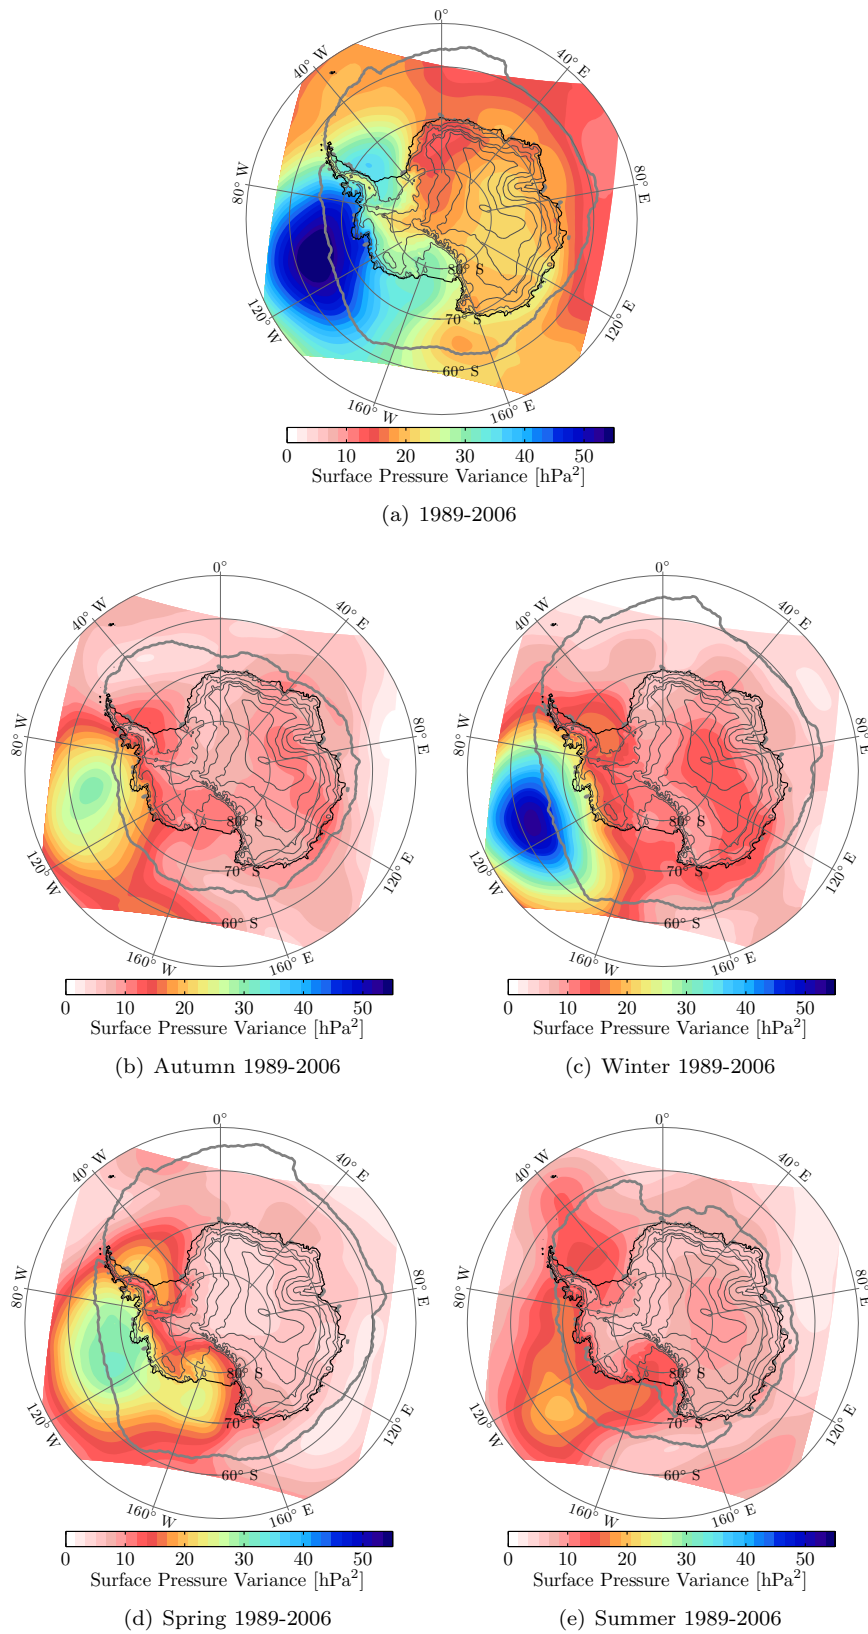 0°
40° W
40° E
80° W
80° E
80° S
70° S
60° S
120° W
120° E
160° W
160° E
0 10 20 30 40 50
Surface Pressure Variance [hPa²]
(a) 1989-2006
0°
40° W
40° E
80° W
80° E
80° S
70° S
60° S
120° W
120° E
160° W
160° E
0 10 20 30 40 50
Surface Pressure Variance [hPa²]
(b) Autumn 1989-2006
0°
40° W
40° E
80° W
80° E
80° S
70° S
60° S
120° W
120° E
160° W
160° E
0 10 20 30 40 50
Surface Pressure Variance [hPa²]
(c) Winter 1989-2006
0°
40° W
40° E
80° W
80° E
80° S
70° S
60° S
120° W
120° E
160° W
160° E
0 10 20 30 40 50
Surface Pressure Variance [hPa²]
(d) Spring 1989-2006
0°
40° W
40° E
80° W
80° E
80° S
70° S
60° S
120° W
120° E
160° W
160° E
0 10 20 30 40 50
Surface Pressure Variance [hPa²]
(e) Summer 1989-2006